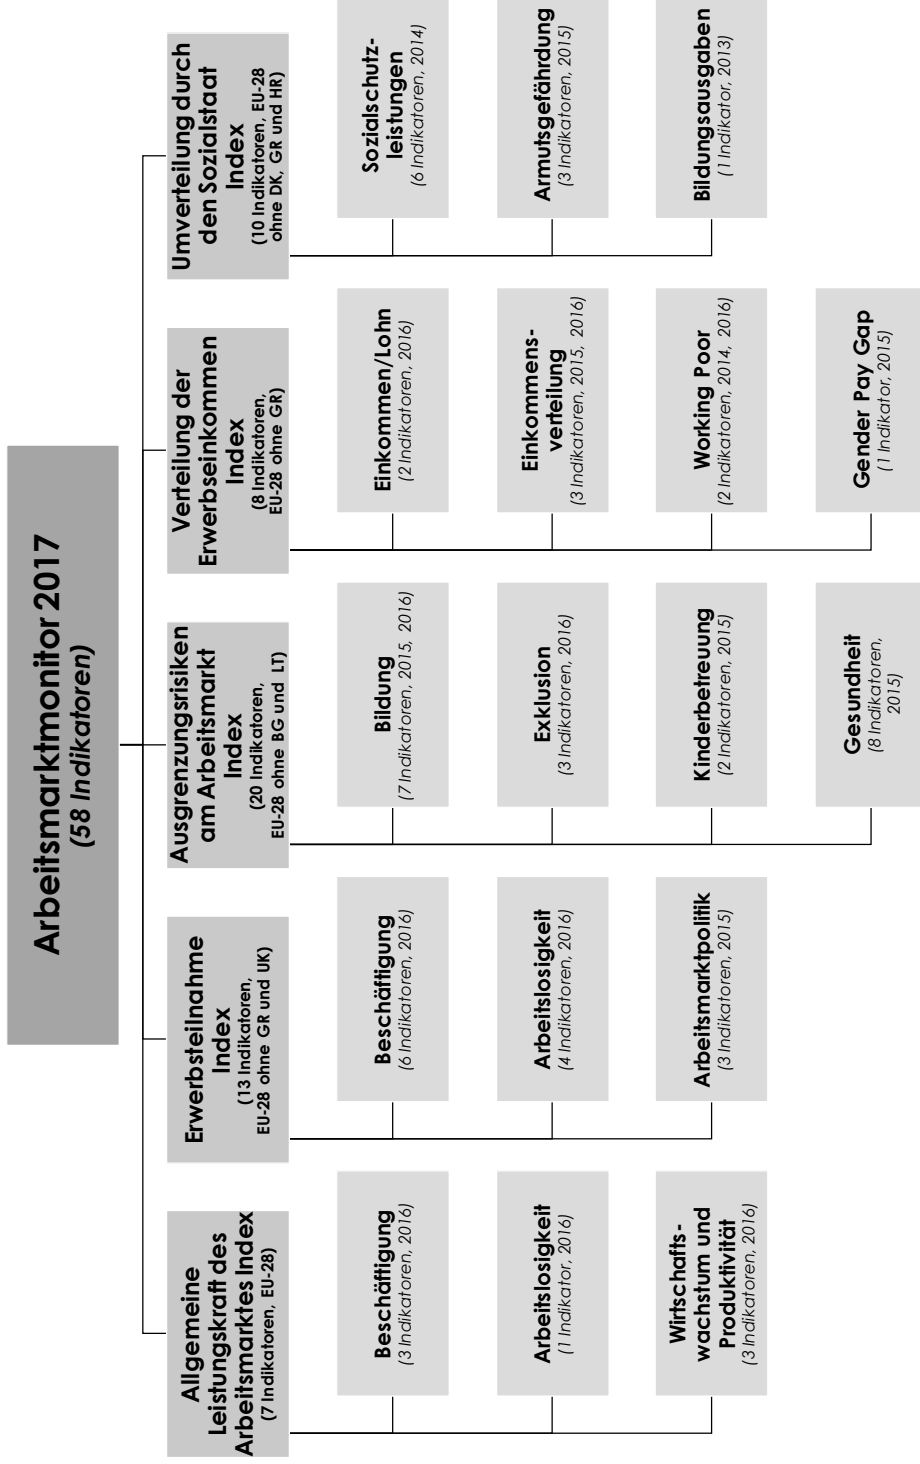 Arbeitsmarktmonitor 2017
(58 Indikatoren)
Allgemeine
Leistungskraft des
Arbeitsmarktes Index
(7 Indikatoren, EU-28)
Beschäftigung
(3 Indikatoren, 2016)
Arbeitslosigkeit
(1 Indikator, 2016)
Wirtschafts-
wachstum und
Produktivität
(3 Indikatoren, 2016)
Erwerbsteilnahme
Index
(13 Indikatoren,
EU-28 ohne GR und UK)
Beschäftigung
(6 Indikatoren, 2016)
Arbeitslosigkeit
(4 Indikatoren, 2016)
Arbeitsmarktpolitik
(3 Indikatoren, 2015)
Ausgrenzungsrisiken
am Arbeitsmarkt
Index
(20 Indikatoren,
EU-28 ohne BG und LT)
Bildung
(7 Indikatoren, 2015, 2016)
Exklusion
(3 Indikatoren, 2016)
Kinderbetreuung
(2 Indikatoren, 2015)
Gesundheit
(8 Indikatoren,
2015)
Verteilung der
Erwerbseinkommen
Index
(8 Indikatoren,
EU-28 ohne GR)
Einkommen/Lohn
(2 Indikatoren, 2016)
Einkommens-
verteilung
(3 Indikatoren, 2015, 2016)
Working Poor
(2 Indikatoren, 2014, 2016)
Gender Pay Gap
(1 Indikator, 2015)
Umverteilung durch
den Sozialstaat
Index
(10 Indikatoren, EU-28
ohne DK, GR und HR)
Sozialschutz-
leistungen
(6 Indikatoren, 2014)
Armutsgefährdung
(3 Indikatoren, 2015)
Bildungsausgaben
(1 Indikator, 2013)